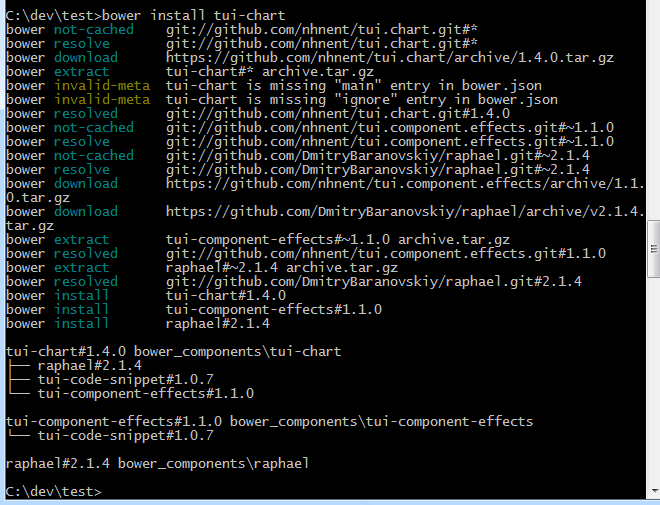 C:\dev\test>bower install tui-chart
bower not-cached    git://github.com/nhnent/tui.chart.git#*
bower resolve       git://github.com/nhnent/tui.chart.git#*
bower download      https://github.com/nhnent/tui.chart/archive/1.4.0.tar.gz
bower extract       tui-chart#* archive.tar.gz
bower invalid-meta  tui-chart is missing "main" entry in bower.json
bower invalid-meta  tui-chart is missing "ignore" entry in bower.json
bower resolved      git://github.com/nhnent/tui.chart.git#1.4.0
bower not-cached    git://github.com/nhnent/tui.component.effects.git#~1.1.0
bower resolve       git://github.com/nhnent/tui.component.effects.git#~1.1.0
bower not-cached    git://github.com/DmitryBaranovskiy/raphael.git#~2.1.4
bower resolve       git://github.com/DmitryBaranovskiy/raphael.git#~2.1.4
bower download      https://github.com/nhnent/tui.component.effects/archive/1.1.
0.tar.gz
bower download      https://github.com/DmitryBaranovskiy/raphael/archive/v2.1.4.
tar.gz
bower extract       tui-component-effects#~1.1.0 archive.tar.gz
bower resolved      git://github.com/nhnent/tui.component.effects.git#1.1.0
bower extract       raphael#~2.1.4 archive.tar.gz
bower resolved      git://github.com/DmitryBaranovskiy/raphael.git#2.1.4
bower install       tui-chart#1.4.0
bower install       tui-component-effects#1.1.0
bower install       raphael#2.1.4
tui-chart#1.4.0 bower_components\tui-chart
├── raphael#2.1.4
├── tui-code-snippet#1.0.7
└── tui-component-effects#1.1.0
tui-component-effects#1.1.0 bower_components\tui-component-effects
└── tui-code-snippet#1.0.7
raphael#2.1.4 bower_components\raphael
C:\dev\test>